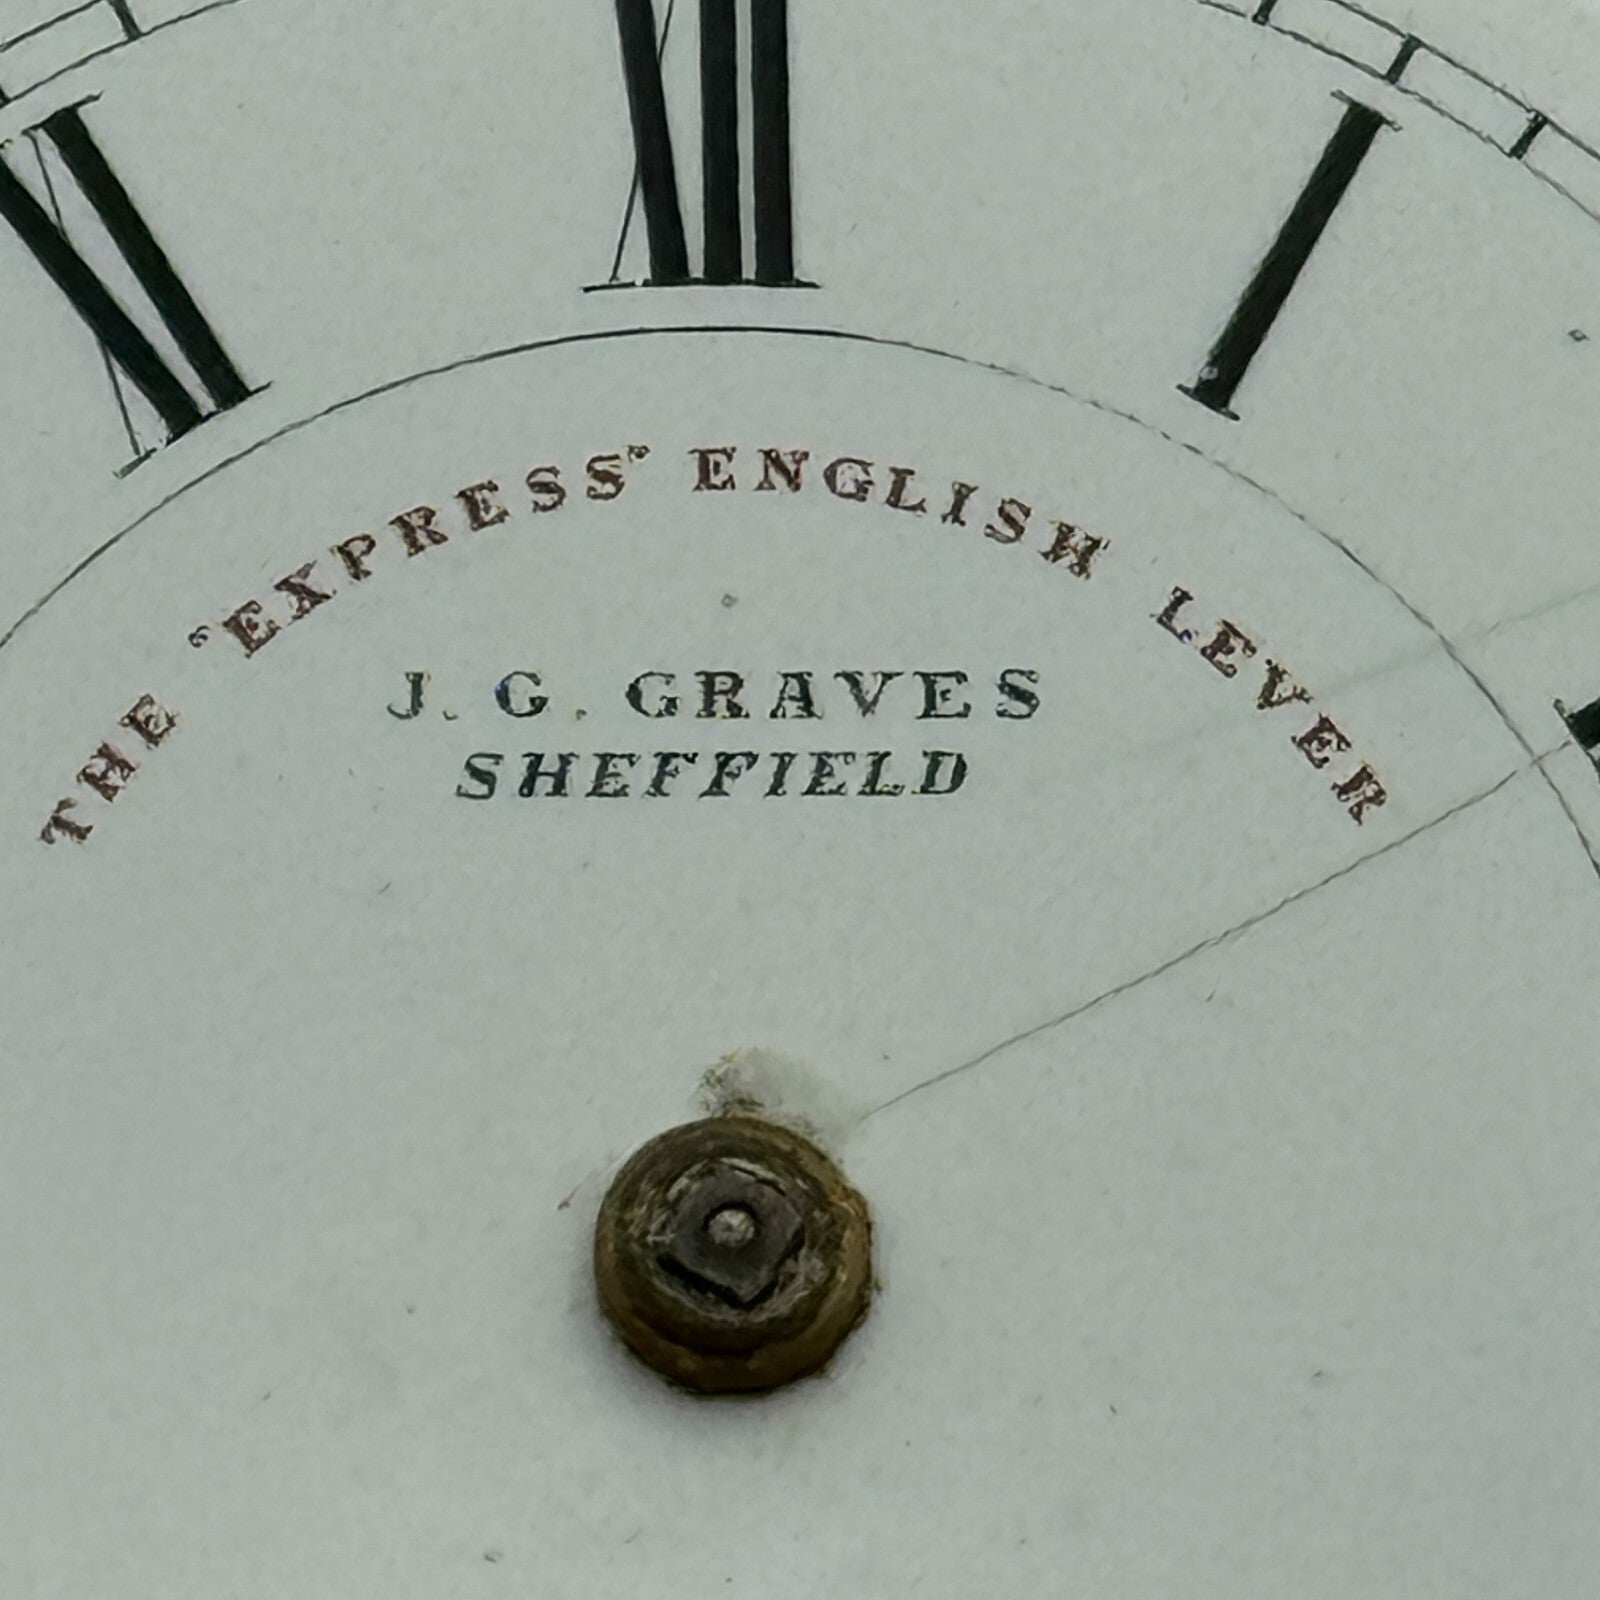 XI XII I
THE "EXPRESS" ENGLISH LEVER
J. G. GRAVES
SHEFFIELD